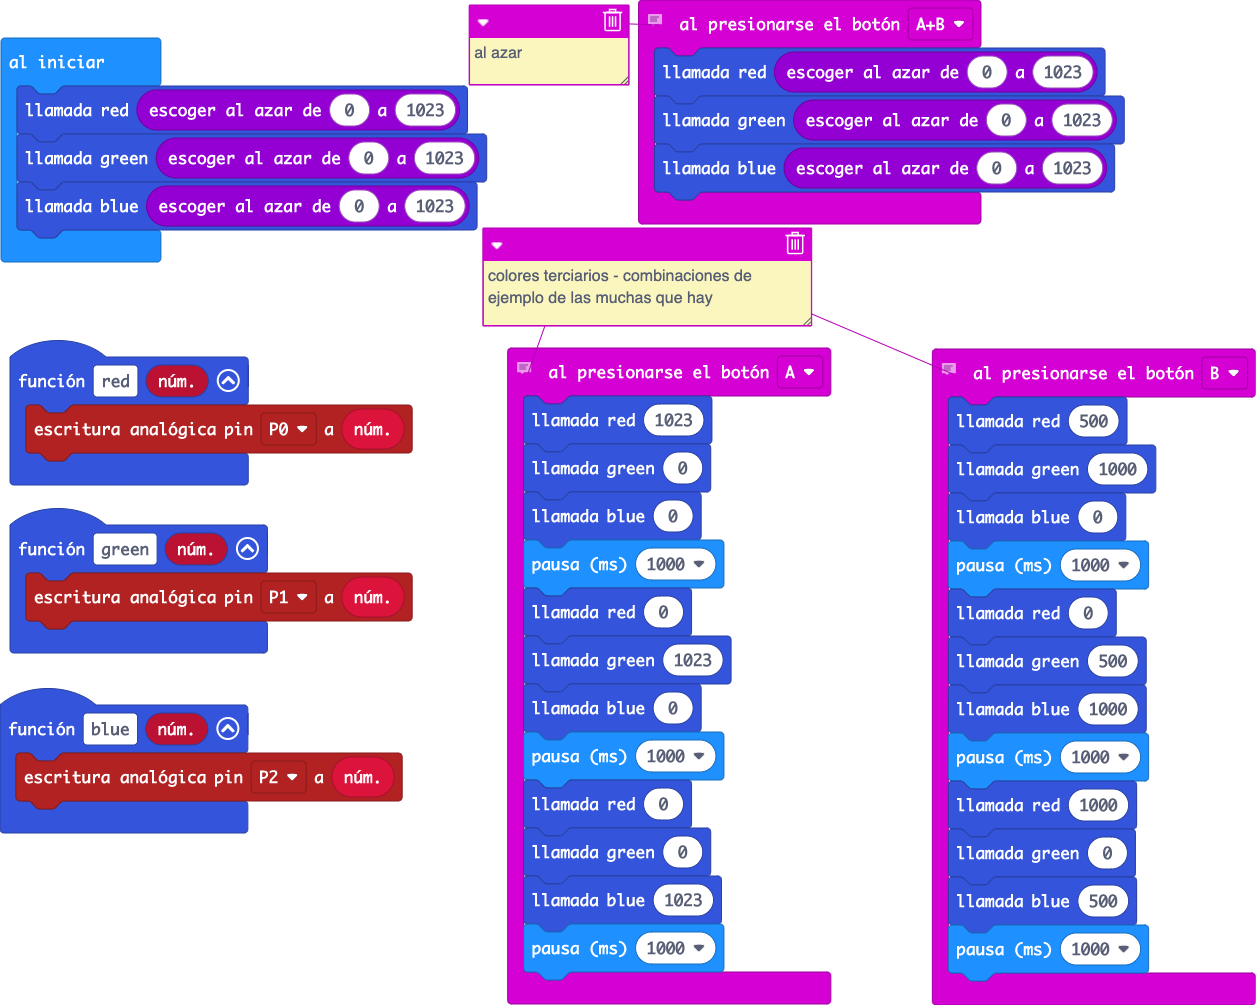 al iniciar
llamada red escoger al azar de 0 a 1023
llamada green escoger al azar de 0 a 1023
llamada blue escoger al azar de 0 a 1023
al azar
al presionarse el botón A+B
llamada red escoger al azar de 0 a 1023
llamada green escoger al azar de 0 a 1023
llamada blue escoger al azar de 0 a 1023
colores terciarios - combinaciones de
ejemplo de las muchas que hay
función red núm.
escritura analógica pin P0 a núm.
función green núm.
escritura analógica pin P1 a núm.
función blue núm.
escritura analógica pin P2 a núm.
al presionarse el botón A
llamada red 1023
llamada green 0
llamada blue 0
pausa (ms) 1000
llamada red 0
llamada green 1023
llamada blue 0
pausa (ms) 1000
llamada red 0
llamada green 0
llamada blue 1023
pausa (ms) 1000
al presionarse el botón B
llamada red 500
llamada green 1000
llamada blue 0
pausa (ms) 1000
llamada red 0
llamada green 500
llamada blue 1000
pausa (ms) 1000
llamada red 1000
llamada green 0
llamada blue 500
pausa (ms) 1000